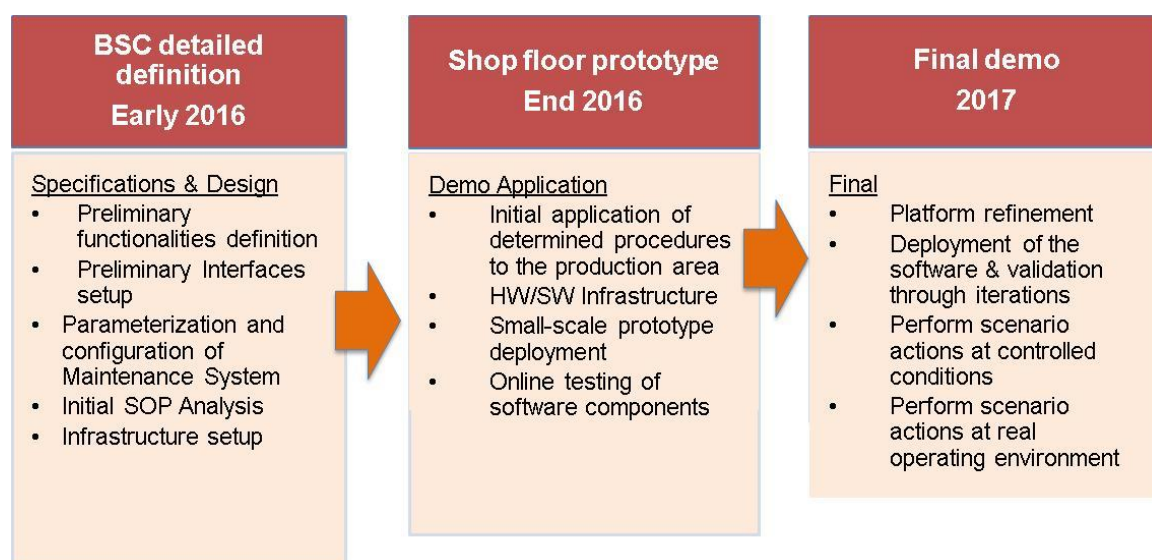 BSC detailed
definition
Early 2016
Specifications & Design
• Preliminary
functionalities definition
• Preliminary Interfaces
setup
• Parameterization and
configuration of
Maintenance System
• Initial SOP Analysis
• Infrastructure setup
Shop floor prototype
End 2016
Demo Application
• Initial application of
determined procedures
to the production area
• HW/SW Infrastructure
• Small-scale prototype
deployment
• Online testing of
software components
Final demo
2017
Final
• Platform refinement
• Deployment of the
software & validation
through iterations
• Perform scenario
actions at controlled
conditions
• Perform scenario
actions at real
operating environment